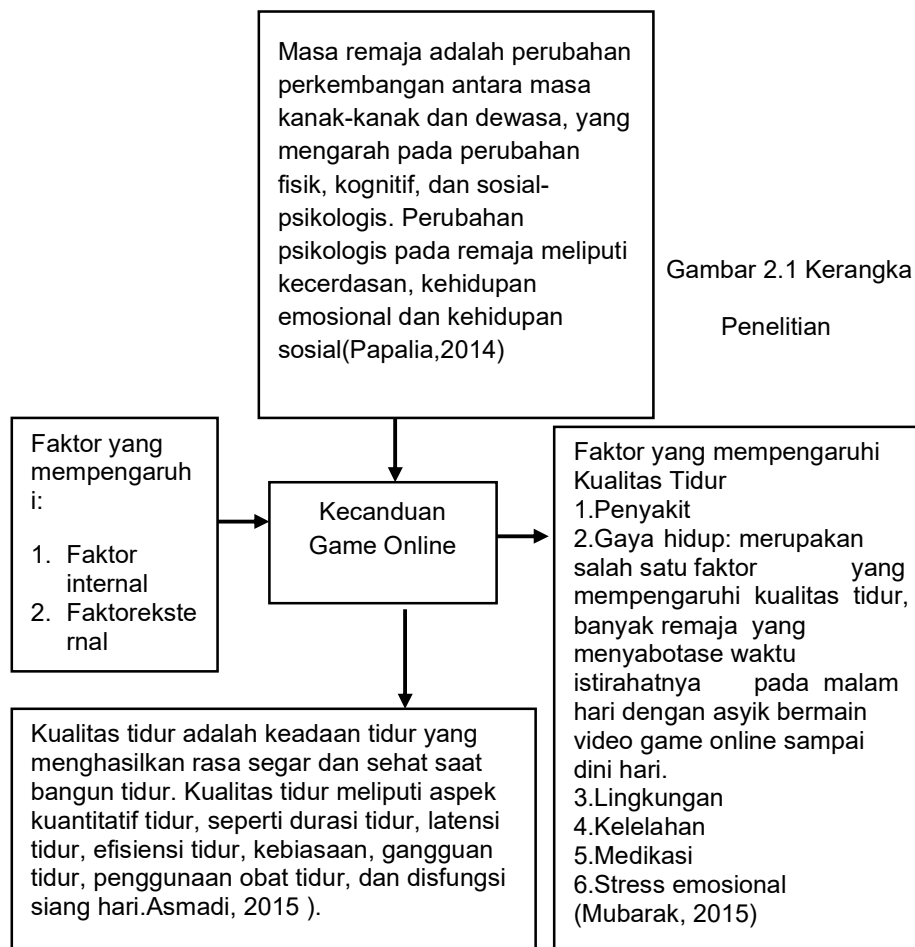 Masa remaja adalah perubahan
perkembangan antara masa
kanak-kanak dan dewasa, yang
mengarah pada perubahan
fisik, kognitif, dan sosial-
psikologis. Perubahan
psikologis pada remaja meliputi
kecerdasan, kehidupan
emosional dan kehidupan
sosial(Papalia,2014)
Gambar 2.1 Kerangka
Penelitian
Faktor yang
mempengaruh
i:
1. Faktor
internal
2. Faktorekste
rnal
Kecanduan
Game Online
Faktor yang mempengaruhi
Kualitas Tidur
1.Penyakit
2.Gaya hidup: merupakan
salah satu faktor yang
mempengaruhi kualitas tidur,
banyak remaja yang
menyabotase waktu
istirahatnya pada malam
hari dengan asyik bermain
video game online sampai
dini hari.
3.Lingkungan
4.Kelelahan
5.Medikasi
6.Stress emosional
(Mubarak, 2015)
Kualitas tidur adalah keadaan tidur yang
menghasilkan rasa segar dan sehat saat
bangun tidur. Kualitas tidur meliputi aspek
kuantitatif tidur, seperti durasi tidur, latensi
tidur, efisiensi tidur, kebiasaan, gangguan
tidur, penggunaan obat tidur, dan disfungsi
siang hari.Asmadi, 2015 ).